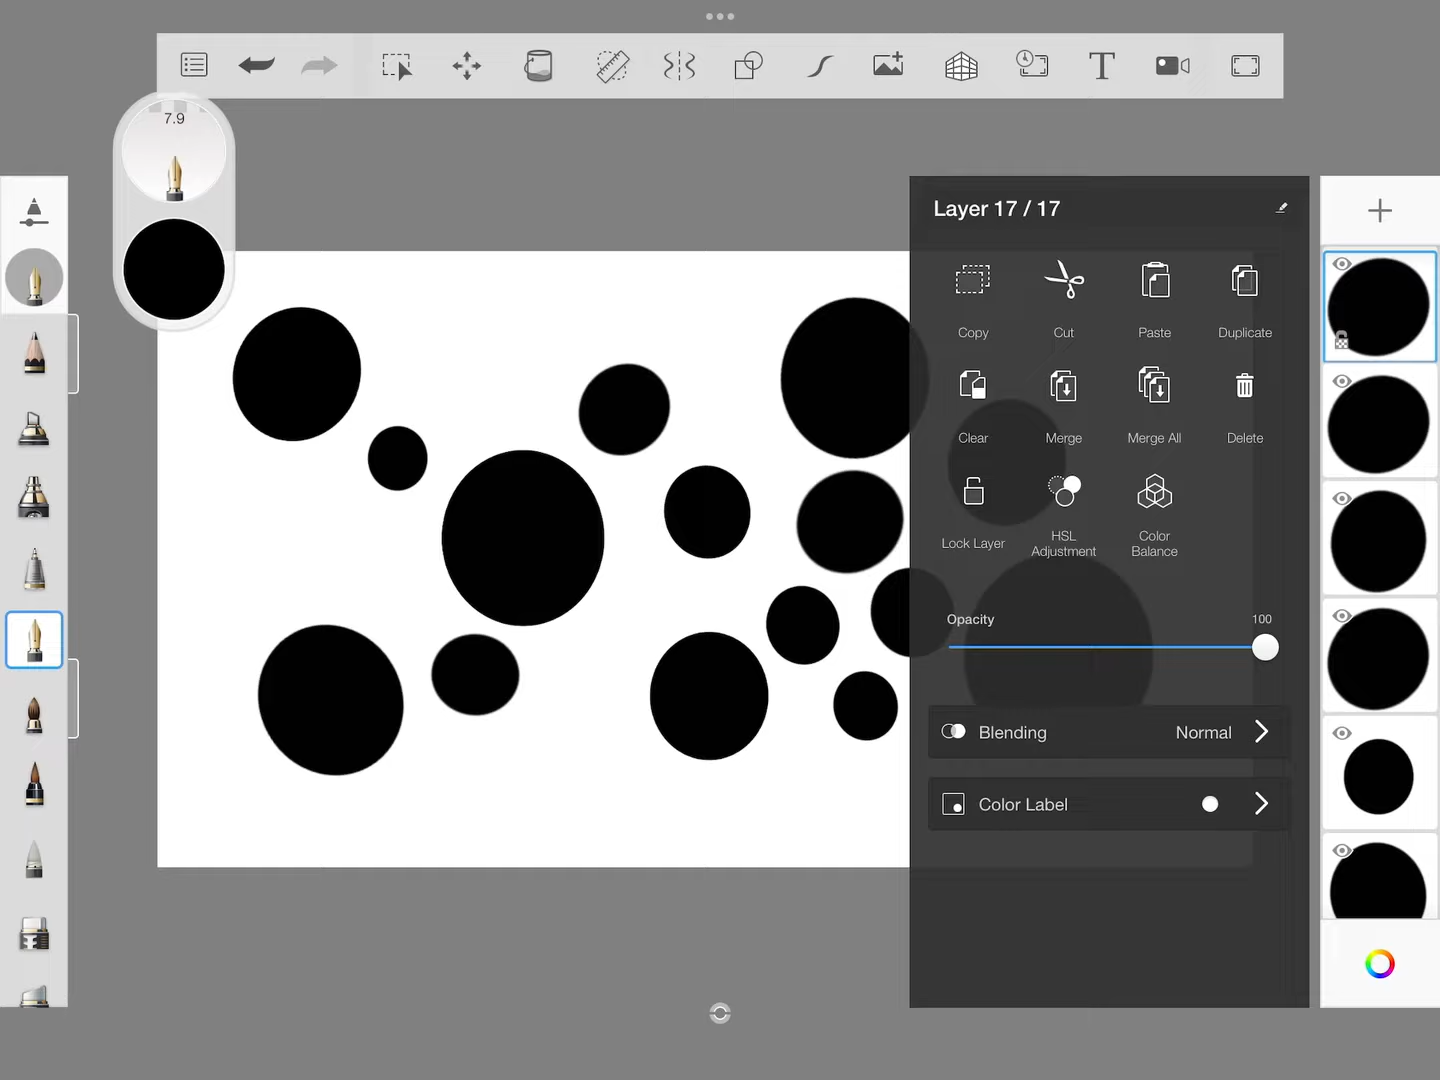 7.9
Layer 17 / 17
Copy
Cut
Paste
Duplicate
Clear
Merge
Merge All
Delete
Lock Layer
HSL
Adjustment
Color
Balance
Opacity
100
Blending
Normal
Color Label